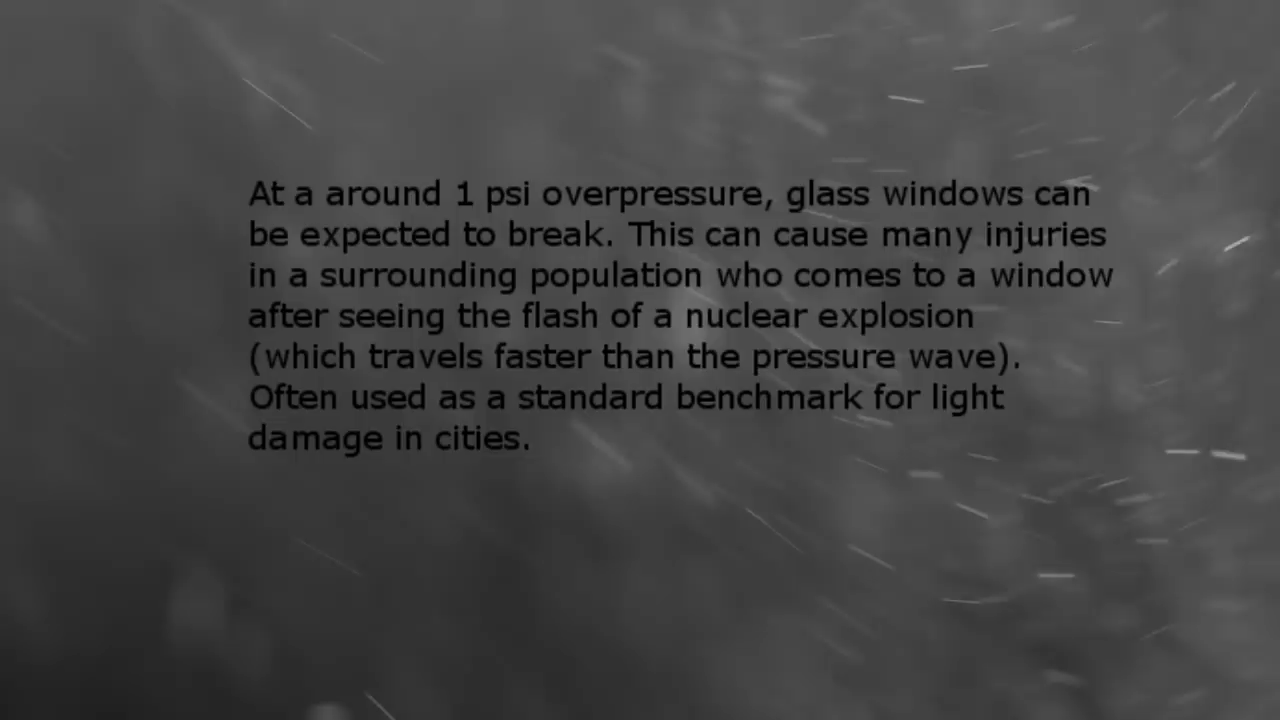 At a around 1 psi overpressure, glass windows can
be expected to break. This can cause many injuries
in a surrounding population who comes to a window
after seeing the flash of a nuclear explosion
(which travels faster than the pressure wave).
Often used as a standard benchmark for light
damage in cities.